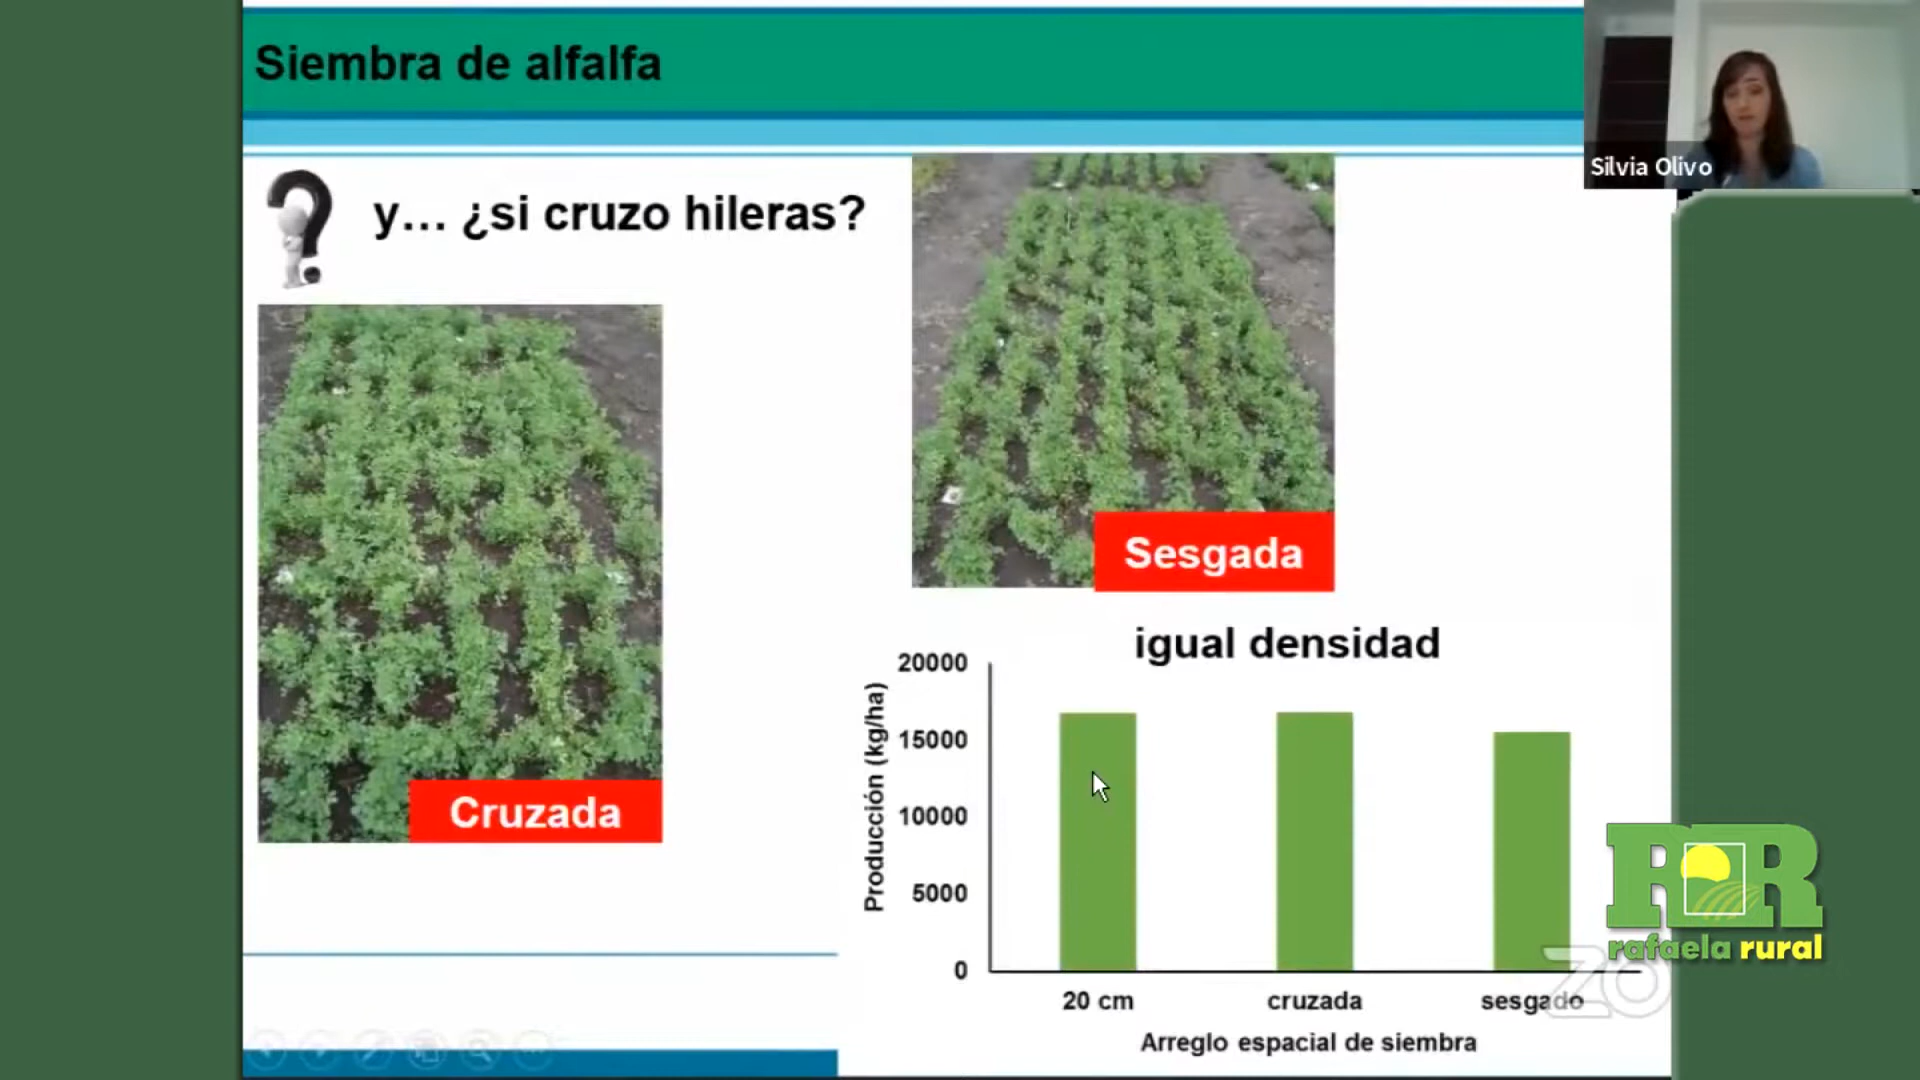 Siembra de alfalfa
Silvia Olivo
y... ¿si cruzo hileras?
Sesgada
Cruzada
igual densidad
Producción (kg/ha)
20000
15000
10000
5000
0
20 cm
cruzada
sesgado
Arreglo espacial de siembra
RR
rafaela rural